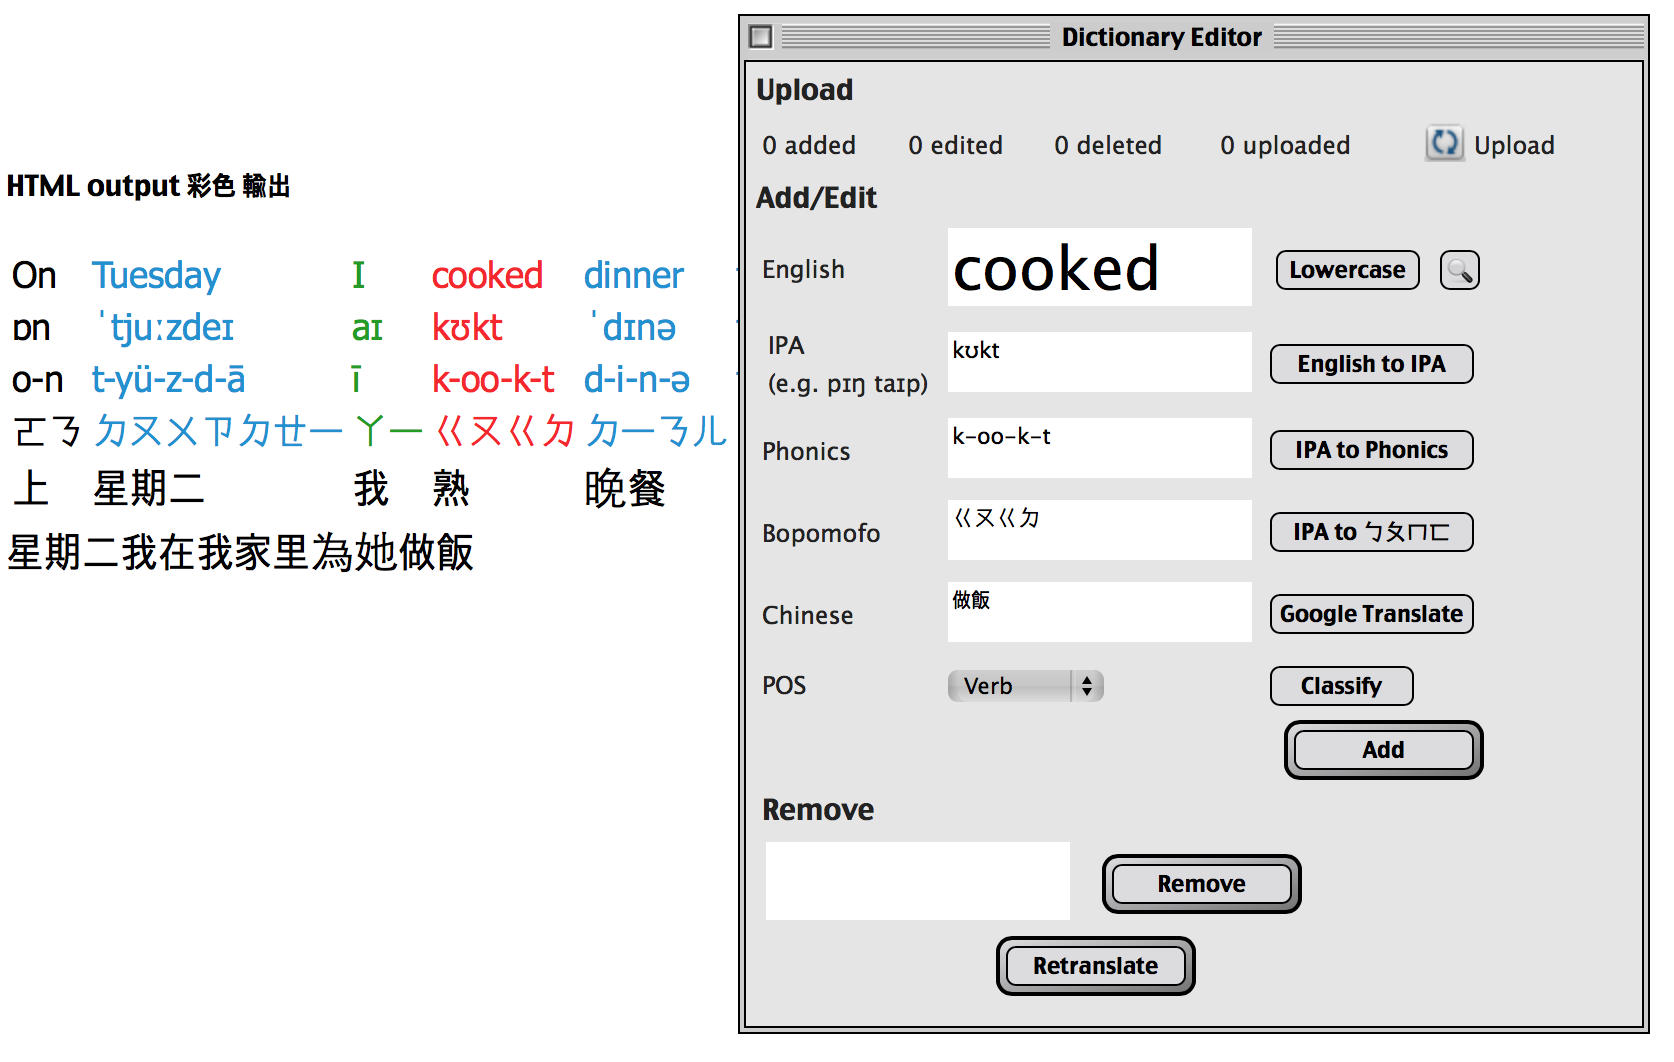 HTML output 彩色 輸出
On Tuesday I cooked dinner
ɒn ˈtjuːzdeɪ aɪ kʊkt ˈdɪnə
o-n t-yü-z-d-ā ī k-oo-k-t d-i-n-ə
ㄛㄋ ㄉㄡㄨㄗㄉㄝㄧ ㄚㄧ ㄍㄡㄍㄉ ㄉㄧㄋㄦ
上 星期二 我 熟 晚餐
星期二我在我家里為她做飯
Dictionary Editor
Upload
0 added 0 edited 0 deleted 0 uploaded Upload
Add/Edit
English cooked Lowercase
IPA
(e.g. pɪŋ taɪp) kʊkt English to IPA
Phonics k-oo-k-t IPA to Phonics
Bopomofo ㄍㄡㄍㄉ IPA to ㄅㄆㄇㄈ
Chinese 做飯 Google Translate
POS Verb Classify
Add
Remove
Remove
Retranslate